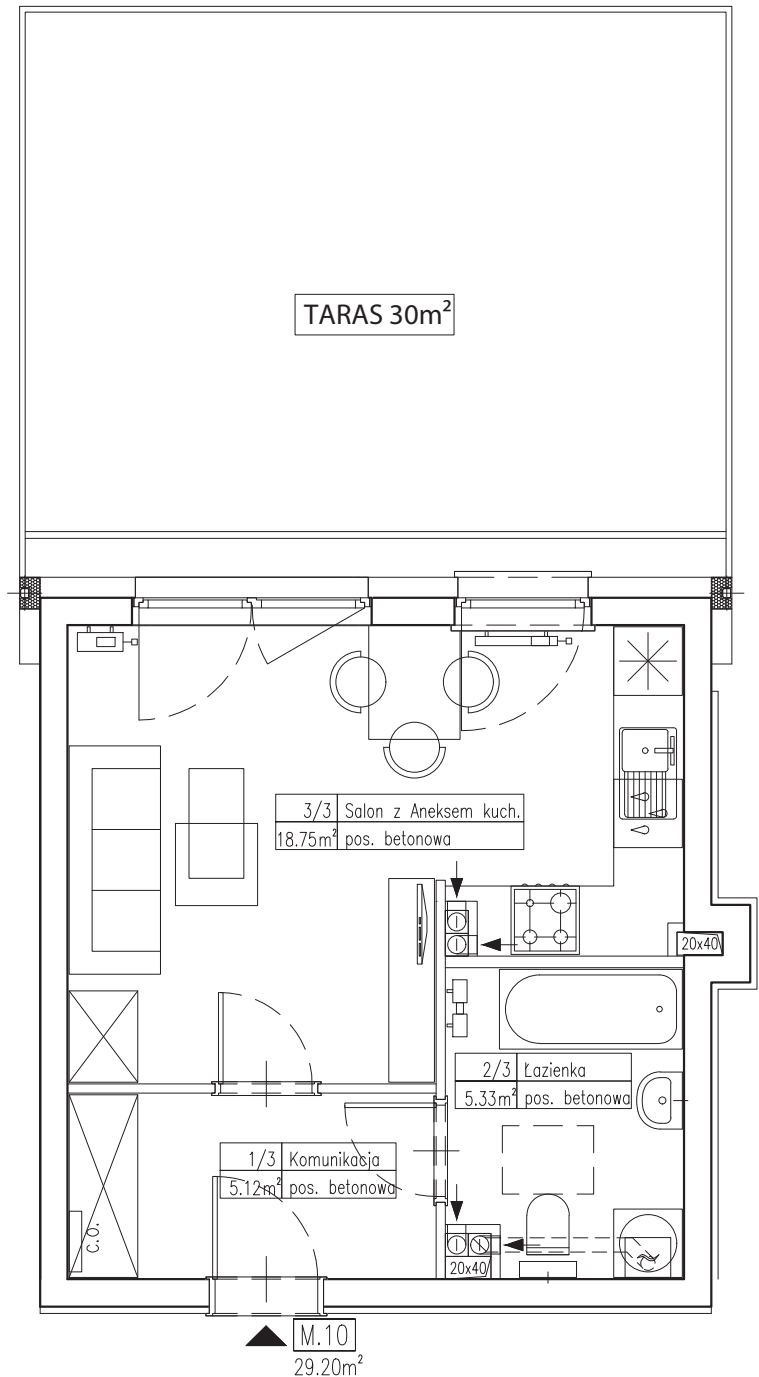 TARAS 30m²
3/3 Salon z Aneksem kuch.
18.75m² pos. betonowa
20x40
2/3 Łazienka
5.33m² pos. betonowa
1/3 Komunikacja
5.12m² pos. betonowa
C.O.
20x40
M.10
29.20m²